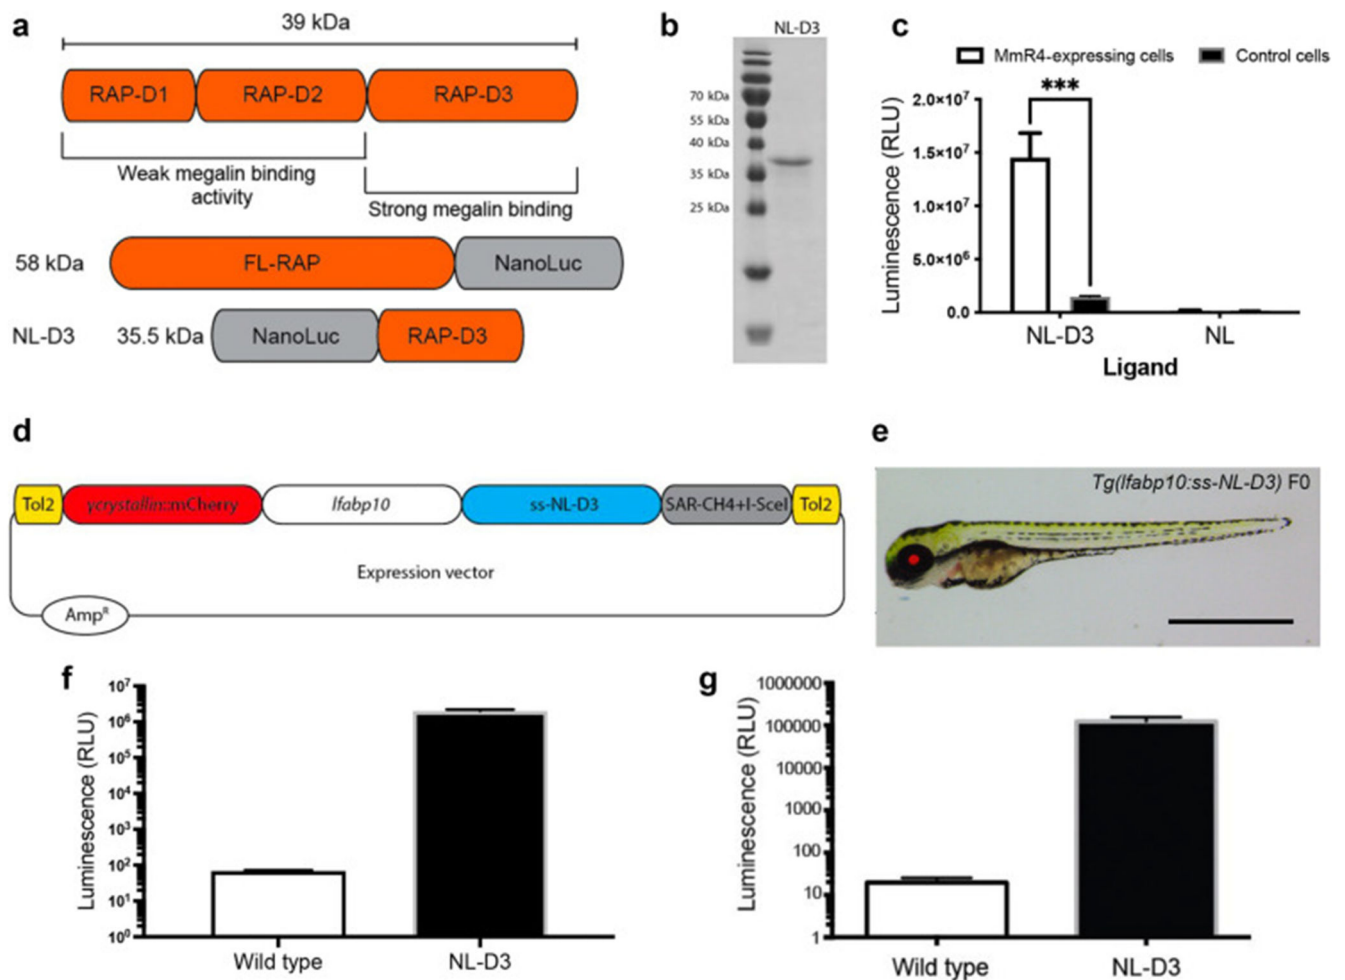 a
39 kDa
RAP-D1 RAP-D2 RAP-D3
Weak megalin binding
activity
Strong megalin binding
58 kDa FL-RAP NanoLuc
NL-D3 35.5 kDa NanoLuc RAP-D3
b
NL-D3
70 kDa
55 kDa
40 kDa
35 kDa
25 kDa
c
MmR4-expressing cells Control cells
***
Luminescence (RLU)
2.0×10⁷
1.5×10⁷
1.0×10⁷
5.0×10⁶
0.0
NL-D3 NL
Ligand
d
Tol2 γcrystallin:mCherry lfabp10 ss-NL-D3 SAR-CH4+I-SceI Tol2
Expression vector
Ampᴿ
e
Tg(lfabp10:ss-NL-D3) F0
f
Luminescence (RLU)
10⁷
10⁶
10⁵
10⁴
10³
10²
10¹
10⁰
Wild type NL-D3
g
Luminescence (RLU)
1000000
100000
10000
1000
100
10
1
Wild type NL-D3